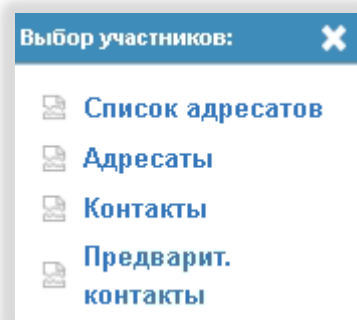 Выбор участников:
Список адресатов
Адресаты
Контакты
Предварит.
контакты